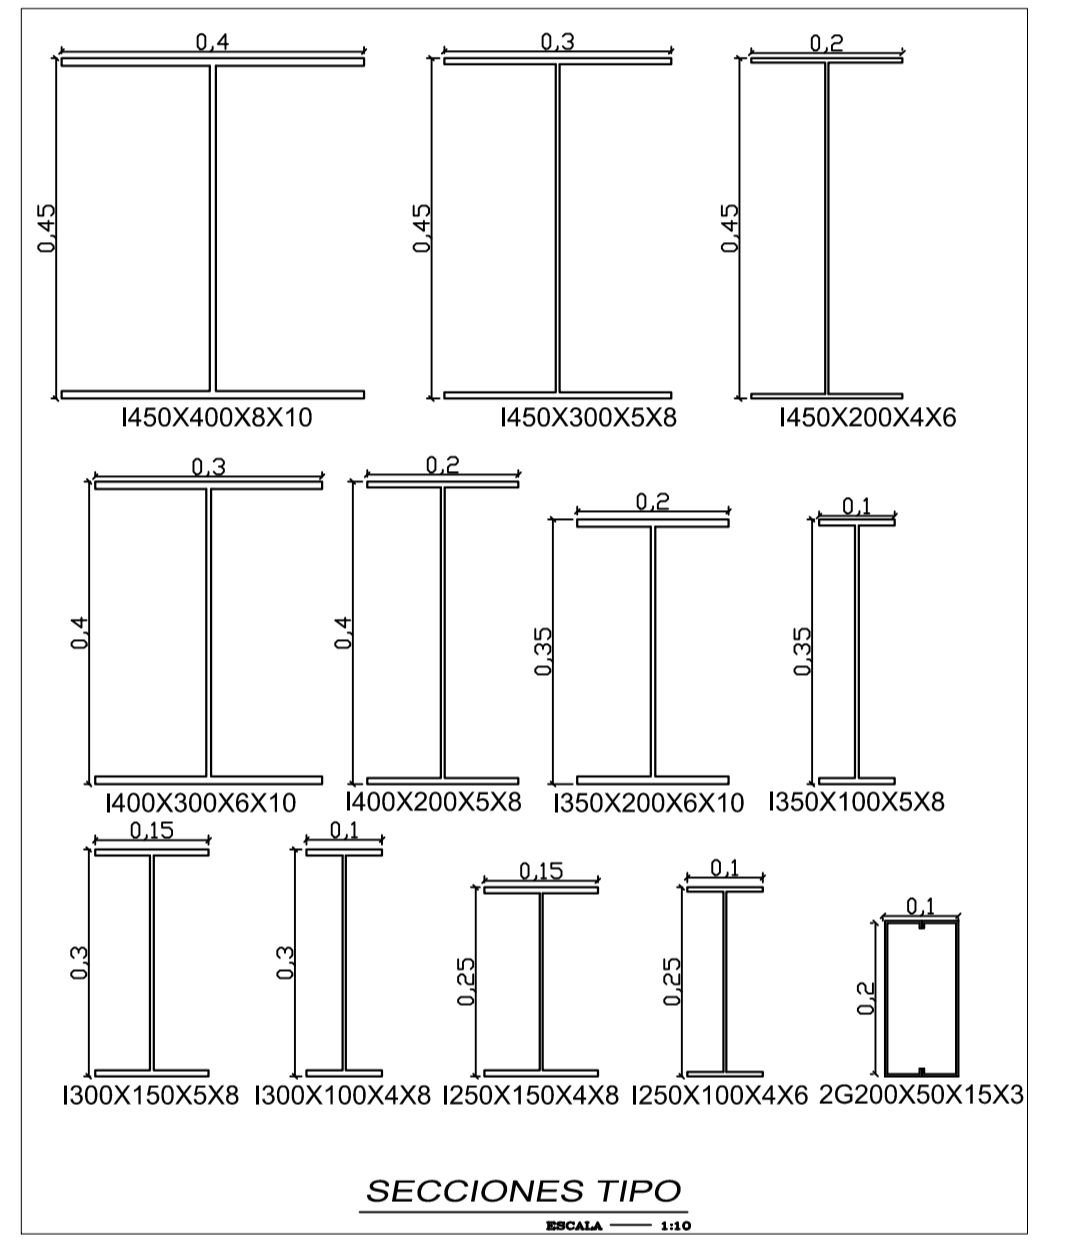 0,4 0,3 0,2
0,45 0,45 0,45
I450X400X8X10 I450X300X5X8 I450X200X4X6
0,3 0,2 0,2 0,1
0,4 0,4 0,35 0,35
I400X300X6X10 I400X200X5X8 I350X200X6X10 I350X100X5X8
0,15 0,1 0,15 0,1 0,1
0,3 0,3 0,25 0,25 0,2
I300X150X5X8 I300X100X4X8 I250X150X4X8 I250X100X4X6 2G200X50X15X3
SECCIONES TIPO
ESCALA 1:10